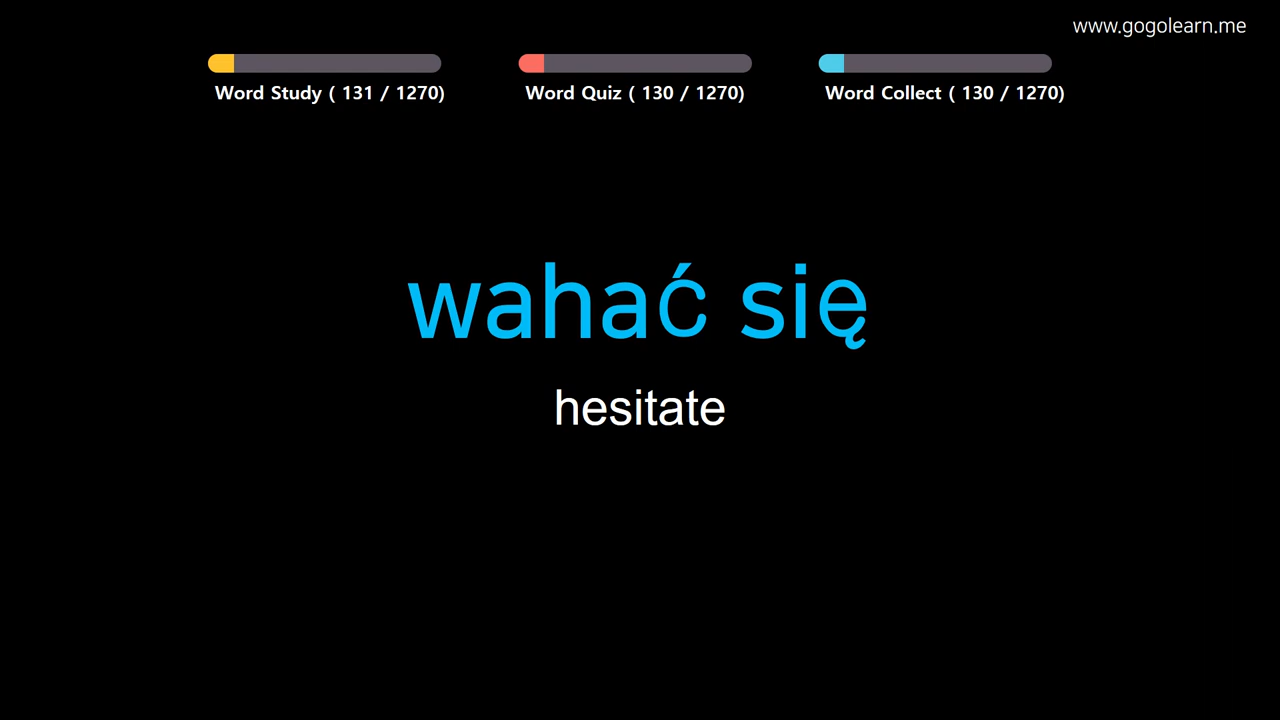 www.gogolearn.me
Word Study ( 131 / 1270)
Word Quiz ( 130 / 1270)
Word Collect ( 130 / 1270)
wahać się
hesitate